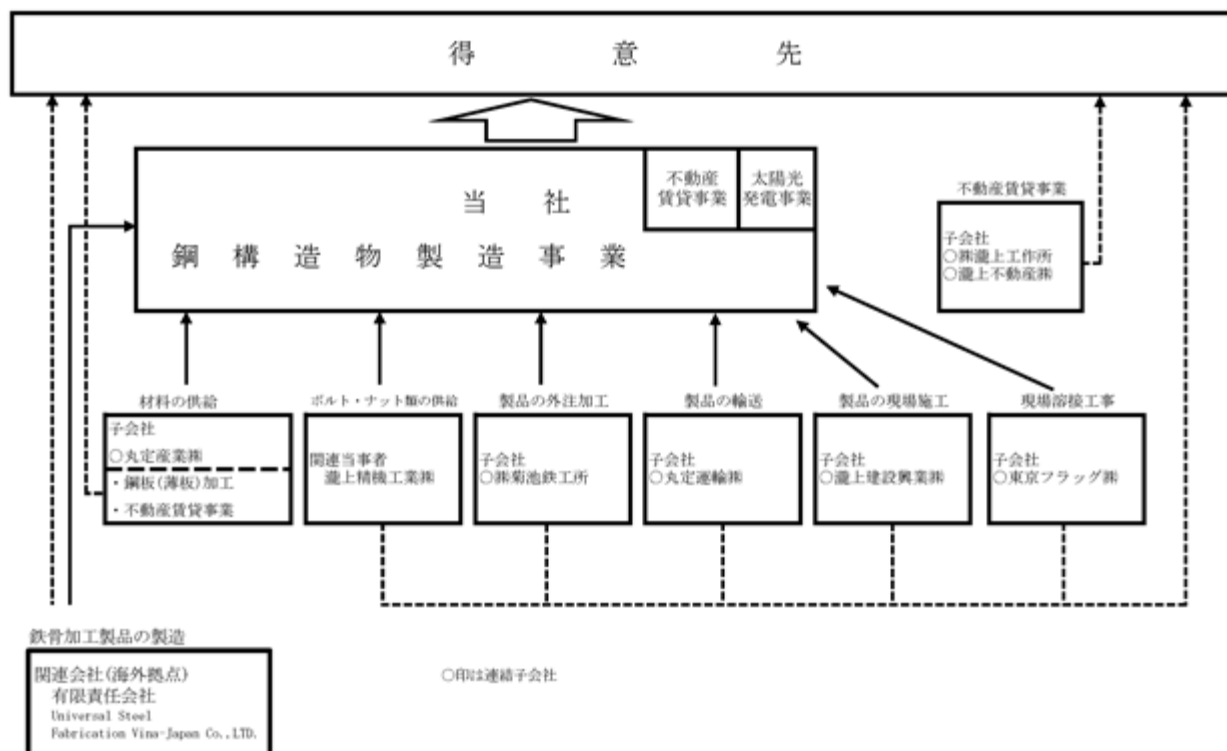 得意先
不動産
賃貸事業
太陽光
発電事業
当社
鋼構造物製造事業
不動産賃貸事業
子会社
○㈱瀧上工作所
○瀧上不動産㈱
材料の供給
子会社
○丸定産業㈱
・鋼板(薄板)加工
・不動産賃貸事業
ボルト・ナット類の供給
関連当事者
瀧上精機工業㈱
製品の外注加工
子会社
○㈱菊池鉄工所
製品の輸送
子会社
○丸定運輸㈱
製品の現場施工
子会社
○瀧上建設興業㈱
現場溶接工事
子会社
○東京フラッグ㈱
鉄骨加工製品の製造
関連会社(海外拠点)
有限責任会社
Universal Steel
Fabrication Vina-Japan Co.,LTD.
○印は連結子会社